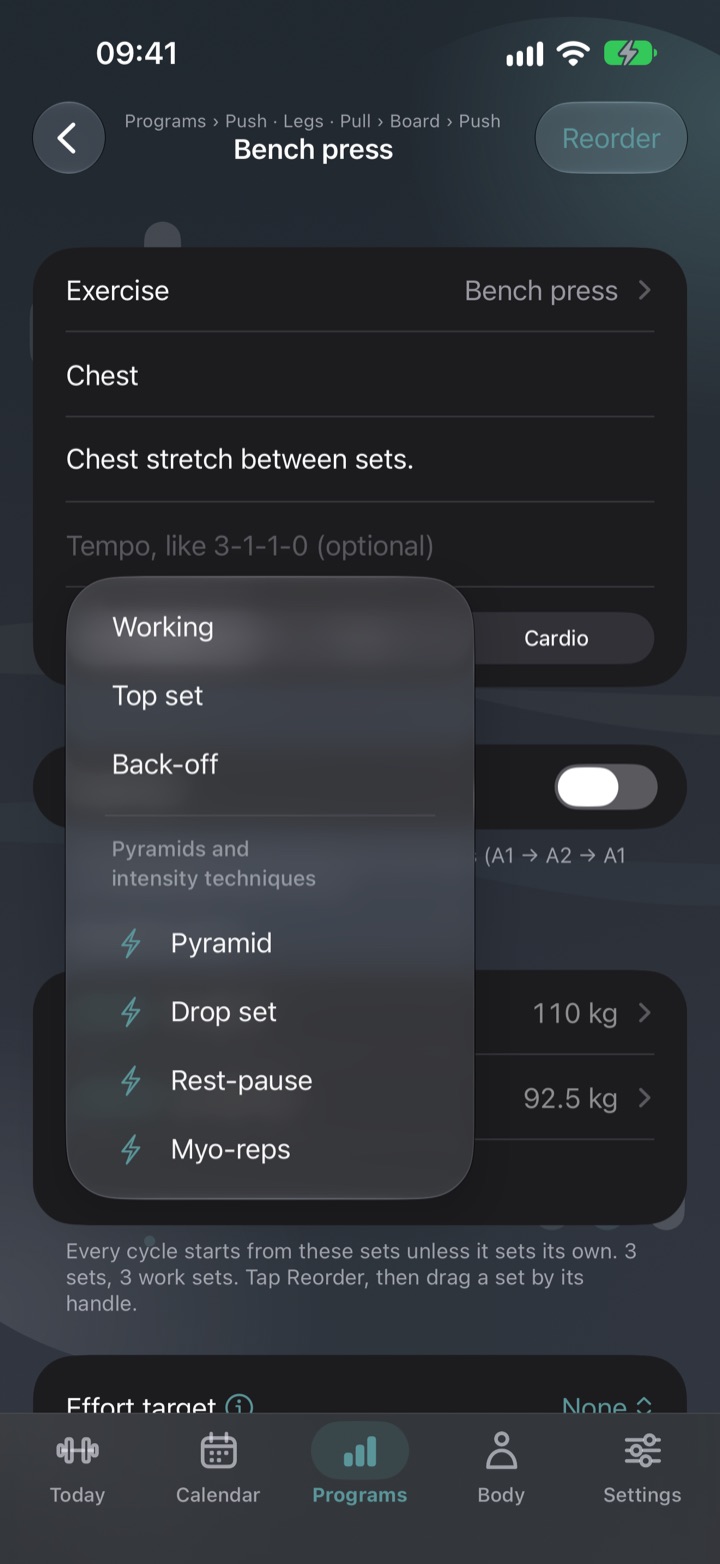 09:41
Programs › Push · Legs · Pull › Board › Push
Bench press
Reorder
Exercise
Bench press
Chest
Chest stretch between sets.
Tempo, like 3-1-1-0 (optional)
Working
Cardio
Top set
Back-off
Pyramids and
intensity techniques
(A1 → A2 → A1
Pyramid
Drop set
110 kg
Rest-pause
92.5 kg
Myo-reps
Every cycle starts from these sets unless it sets its own. 3
sets, 3 work sets. Tap Reorder, then drag a set by its
handle.
Effort target
None
Today
Calendar
Programs
Body
Settings